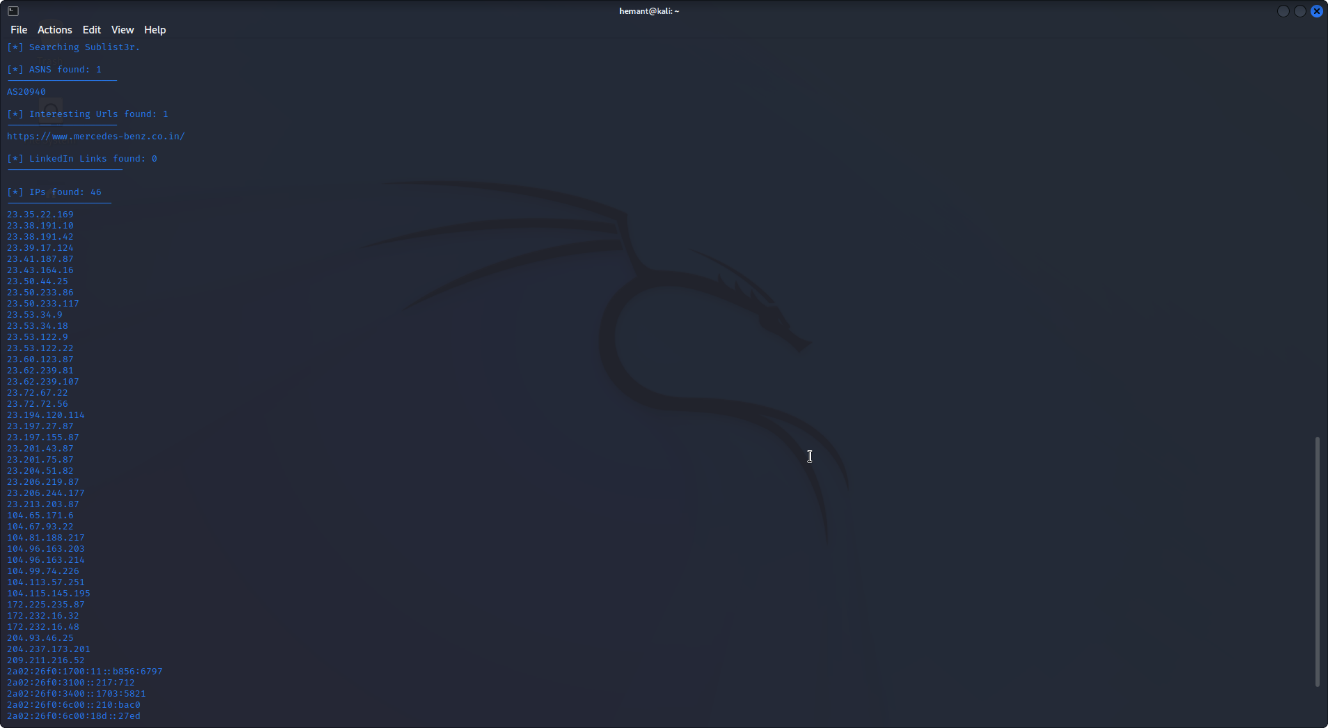 hemant@kali: ~
File Actions Edit View Help
[*] Searching Sublist3r.
[*] ASNS found: 1
AS20940
[*] Interesting Urls found: 1
https://www.mercedes-benz.co.in/
[*] LinkedIn Links found: 0
[*] IPs found: 46
23.35.22.169
23.38.191.10
23.38.191.42
23.39.17.124
23.41.187.87
23.43.164.16
23.50.44.25
23.50.233.86
23.50.233.117
23.53.34.9
23.53.34.18
23.53.122.9
23.53.122.22
23.60.123.87
23.62.239.81
23.62.239.107
23.72.67.22
23.72.72.56
23.194.120.114
23.197.27.87
23.197.155.87
23.201.43.87
23.201.75.87
23.204.51.82
23.206.219.87
23.206.244.177
23.213.203.87
104.65.171.6
104.67.93.22
104.81.188.217
104.96.163.203
104.96.163.214
104.99.74.226
104.113.57.251
104.115.145.195
172.225.235.87
172.232.16.32
172.232.16.48
204.93.46.25
204.237.173.201
209.211.216.52
2a02:26f0:1700:11::b856:6797
2a02:26f0:3100::217:712
2a02:26f0:3400::1703:5821
2a02:26f0:6c00::210:bac0
2a02:26f0:6c00:18d::27ed